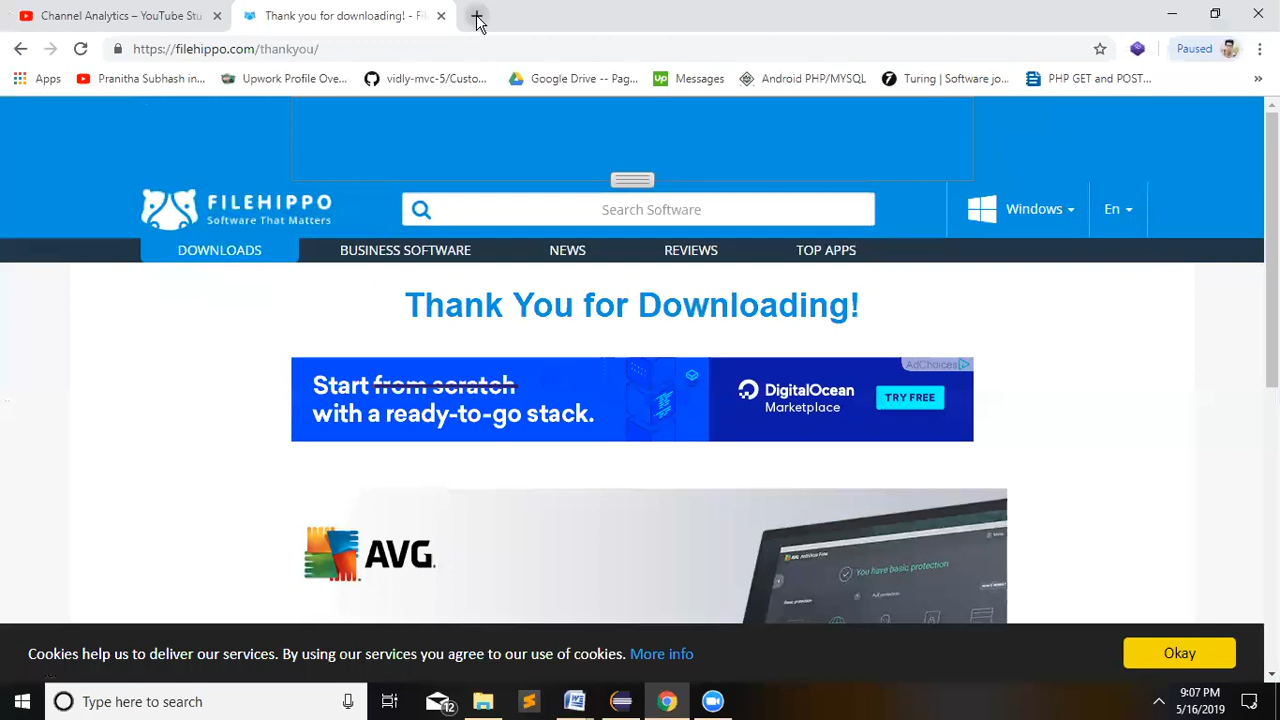 Channel Analytics – YouTube Stu
Thank you for downloading! - Fi
https://filehippo.com/thankyou/
Paused
Apps
Pranitha Subhash in...
Upwork Profile Ove...
vidly-mvc-5/Custo...
Google Drive -- Pag...
Up
Messages
Android PHP/MYSQL
Turing | Software jo...
PHP GET and POST...
»
FILEHIPPO
Software That Matters
Search Software
Windows
En
DOWNLOADS
BUSINESS SOFTWARE
NEWS
REVIEWS
TOP APPS
Thank You for Downloading!
AdChoices
Start from scratch
with a ready-to-go stack.
DigitalOcean
Marketplace
TRY FREE
AVG.
You have basic protection
Cookies help us to deliver our services. By using our services you agree to our use of cookies. More info
Okay
Type here to search
12
9:07 PM
5/16/2019